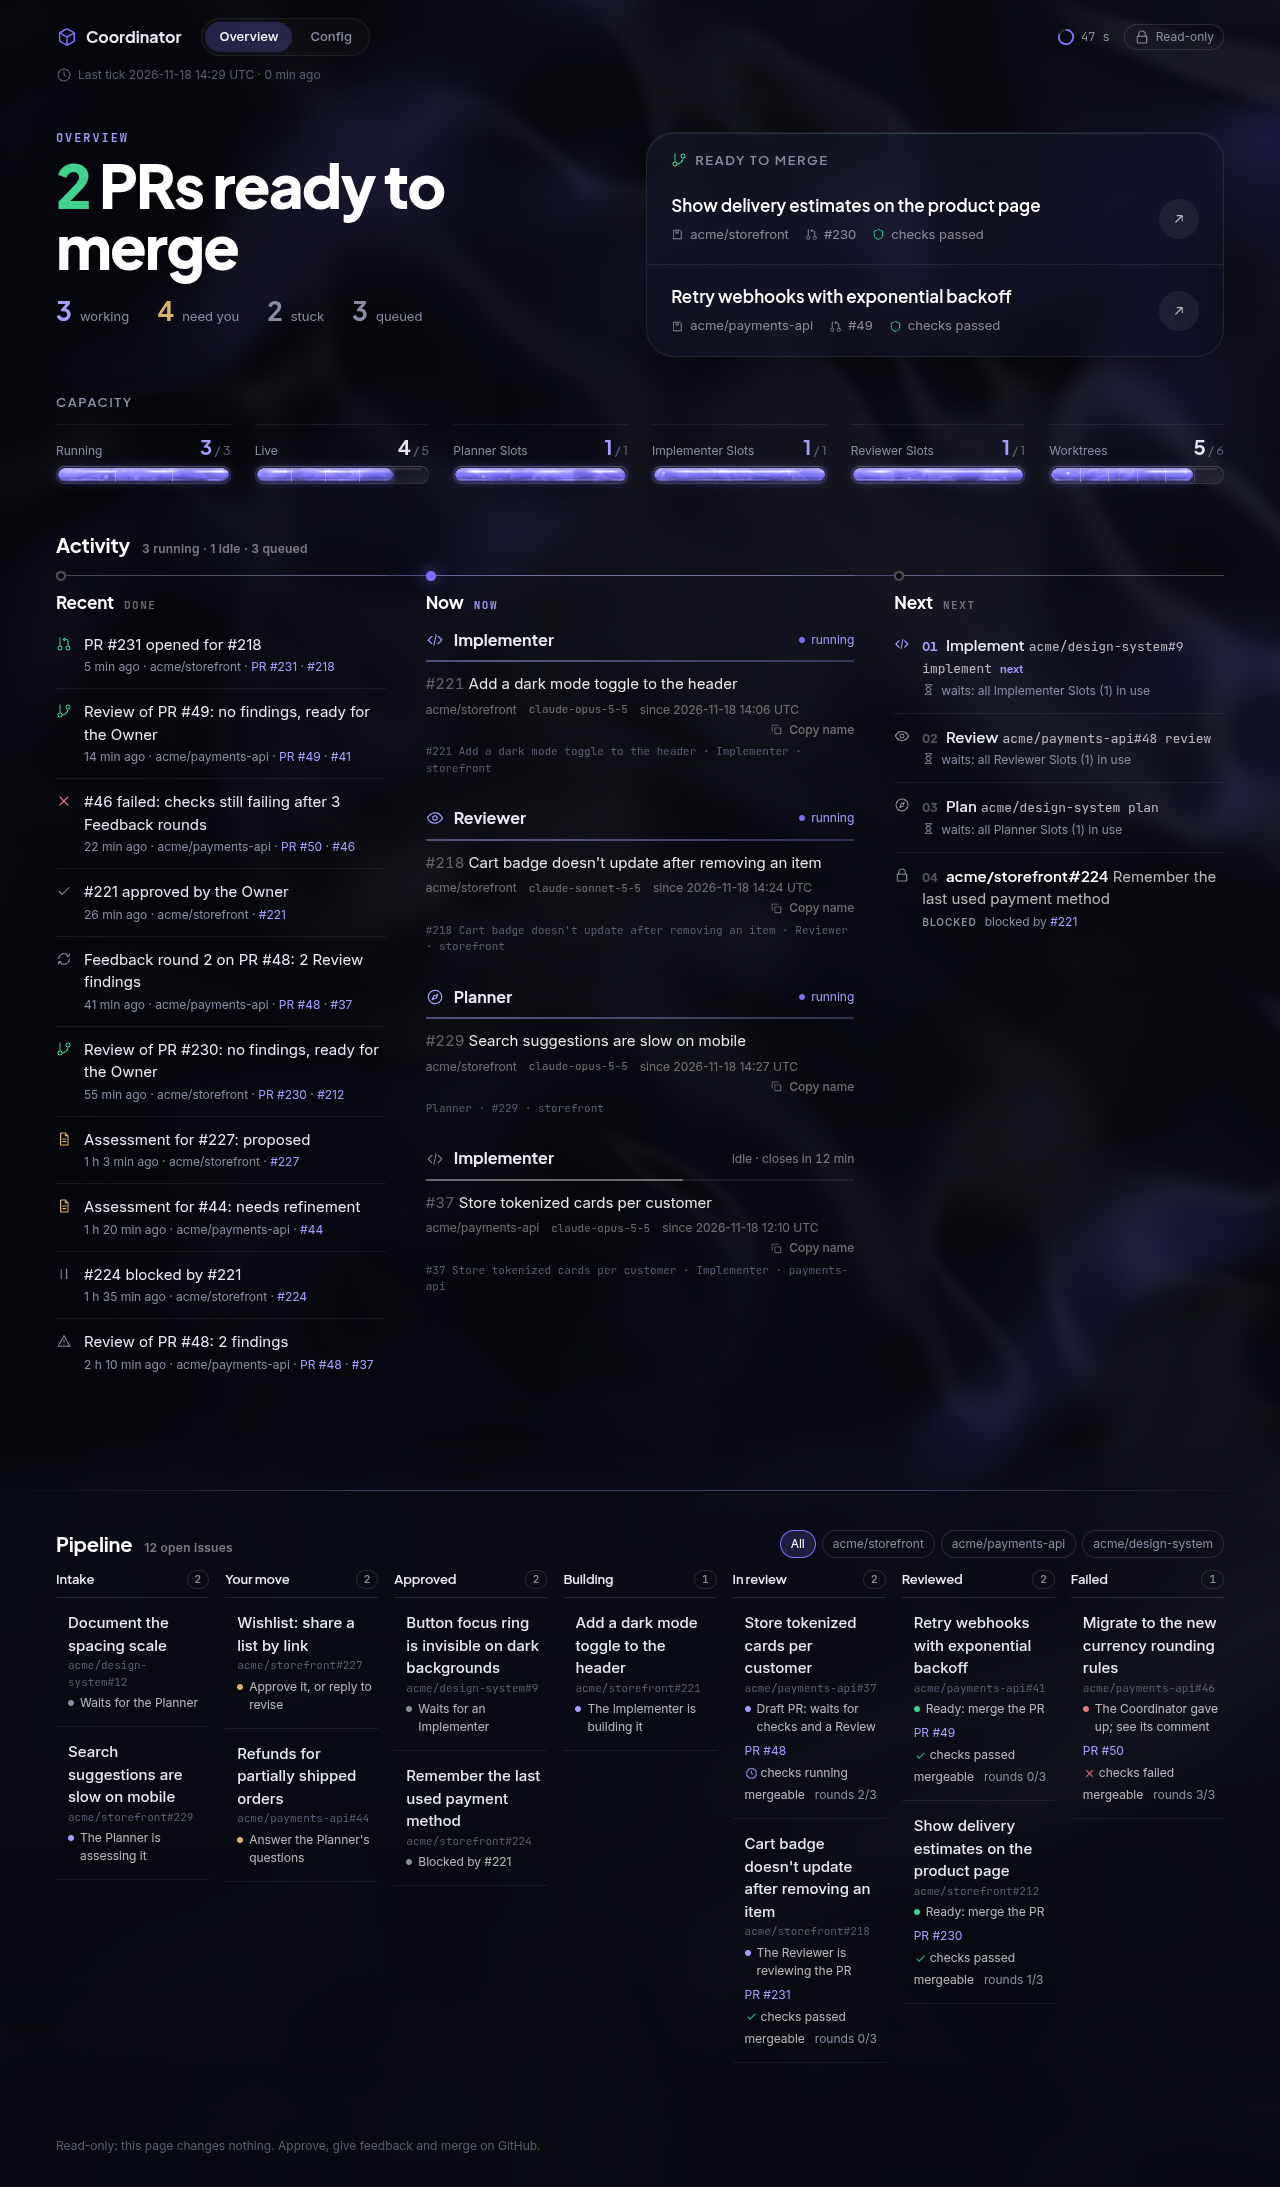 Coordinator
Overview
Config
47 s
Read-only
Last tick 2026-11-18 14:29 UTC · 0 min ago
OVERVIEW
2 PRs ready to
merge
3 working
4 need you
2 stuck
3 queued
READY TO MERGE
Show delivery estimates on the product page
acme/storefront #230 checks passed
Retry webhooks with exponential backoff
acme/payments-api #49 checks passed
CAPACITY
Running 3 / 3
Live 4 / 5
Planner Slots 1 / 1
Implementer Slots 1 / 1
Reviewer Slots 1 / 1
Worktrees 5 / 6
Activity 3 running · 1 idle · 3 queued
Recent DONE
PR #231 opened for #218
5 min ago · acme/storefront · PR #231 · #218
Review of PR #49: no findings, ready for
the Owner
14 min ago · acme/payments-api · PR #49 · #41
#46 failed: checks still failing after 3
Feedback rounds
22 min ago · acme/payments-api · PR #50 · #46
#221 approved by the Owner
26 min ago · acme/storefront · #221
Feedback round 2 on PR #48: 2 Review
findings
41 min ago · acme/payments-api · PR #48 · #37
Review of PR #230: no findings, ready for
the Owner
55 min ago · acme/storefront · PR #230 · #212
Assessment for #227: proposed
1 h 3 min ago · acme/storefront · #227
Assessment for #44: needs refinement
1 h 20 min ago · acme/payments-api · #44
#224 blocked by #221
1 h 35 min ago · acme/storefront · #224
Review of PR #48: 2 findings
2 h 10 min ago · acme/payments-api · PR #48 · #37
Now NOW
Implementer running
#221 Add a dark mode toggle to the header
acme/storefront claude-opus-5-5 since 2026-11-18 14:06 UTC
Copy name
#221 Add a dark mode toggle to the header · Implementer ·
storefront
Reviewer running
#218 Cart badge doesn't update after removing an item
acme/storefront claude-sonnet-5-5 since 2026-11-18 14:24 UTC
Copy name
#218 Cart badge doesn't update after removing an item · Reviewer
· storefront
Planner running
#229 Search suggestions are slow on mobile
acme/storefront claude-opus-5-5 since 2026-11-18 14:27 UTC
Copy name
Planner · #229 · storefront
Implementer idle · closes in 12 min
#37 Store tokenized cards per customer
acme/payments-api claude-opus-5-5 since 2026-11-18 12:10 UTC
Copy name
#37 Store tokenized cards per customer · Implementer · payments-
api
Next NEXT
01 Implement acme/design-system#9
implement next
waits: all Implementer Slots (1) in use
02 Review acme/payments-api#48 review
waits: all Reviewer Slots (1) in use
03 Plan acme/design-system plan
waits: all Planner Slots (1) in use
04 acme/storefront#224 Remember the
last used payment method
BLOCKED blocked by #221
Pipeline 12 open issues
All
acme/storefront
acme/payments-api
acme/design-system
Intake 2
Document the
spacing scale
acme/design-
system#12
Waits for the Planner
Search
suggestions are
slow on mobile
acme/storefront#229
The Planner is
assessing it
Your move 2
Wishlist: share a
list by link
acme/storefront#227
Approve it, or reply to
revise
Refunds for
partially shipped
orders
acme/payments-api#44
Answer the Planner's
questions
Approved 2
Button focus ring
is invisible on dark
backgrounds
acme/design-system#9
Waits for an
Implementer
Remember the last
used payment
method
acme/storefront#224
Blocked by #221
Building 1
Add a dark mode
toggle to the
header
acme/storefront#221
The Implementer is
building it
In review 2
Store tokenized
cards per
customer
acme/payments-api#37
Draft PR: waits for
checks and a Review
PR #48
checks running
mergeable rounds 2/3
Cart badge
doesn't update
after removing an
item
acme/storefront#218
The Reviewer is
reviewing the PR
PR #231
checks passed
mergeable rounds 0/3
Reviewed 2
Retry webhooks
with exponential
backoff
acme/payments-api#41
Ready: merge the PR
PR #49
checks passed
mergeable rounds 0/3
Show delivery
estimates on the
product page
acme/storefront#212
Ready: merge the PR
PR #230
checks passed
mergeable rounds 1/3
Failed 1
Migrate to the new
currency rounding
rules
acme/payments-api#46
The Coordinator gave
up; see its comment
PR #50
checks failed
mergeable rounds 3/3
Read-only: this page changes nothing. Approve, give feedback and merge on GitHub.